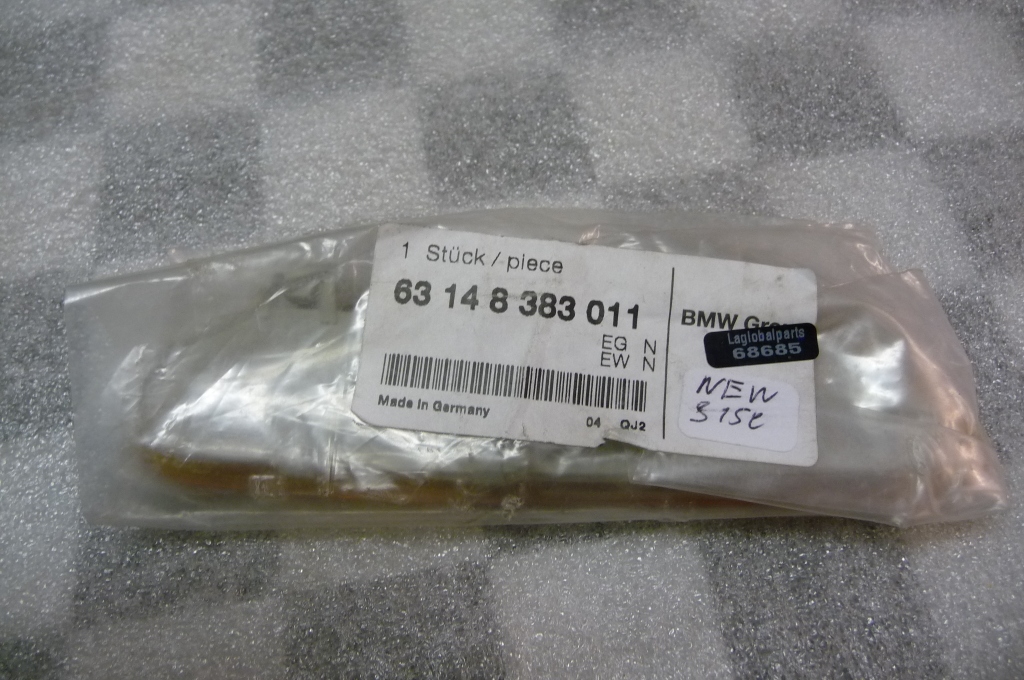 1 Stück / piece
63 14 8 383 011
EG N
EW N
Made in Germany
04 QJ2
BMW
Laglobalparts
68685
NEW